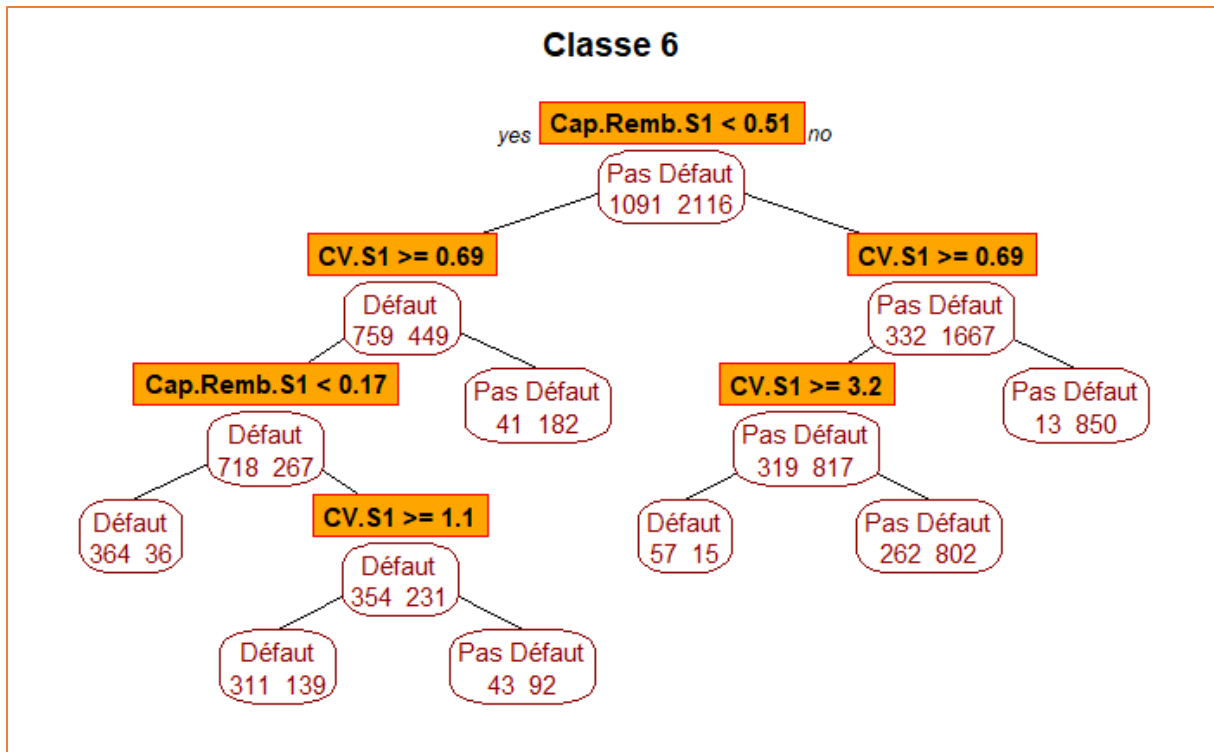 Classe 6
yes Cap.Remb.S1 < 0.51 no
Pas Défaut
1091 2116
CV.S1 >= 0.69
CV.S1 >= 0.69
Défaut
759 449
Pas Défaut
332 1667
Cap.Remb.S1 < 0.17
CV.S1 >= 3.2
Pas Défaut
41 182
Pas Défaut
13 850
Défaut
718 267
Pas Défaut
319 817
CV.S1 >= 1.1
Défaut
364 36
Défaut
57 15
Pas Défaut
262 802
Défaut
354 231
Défaut
311 139
Pas Défaut
43 92